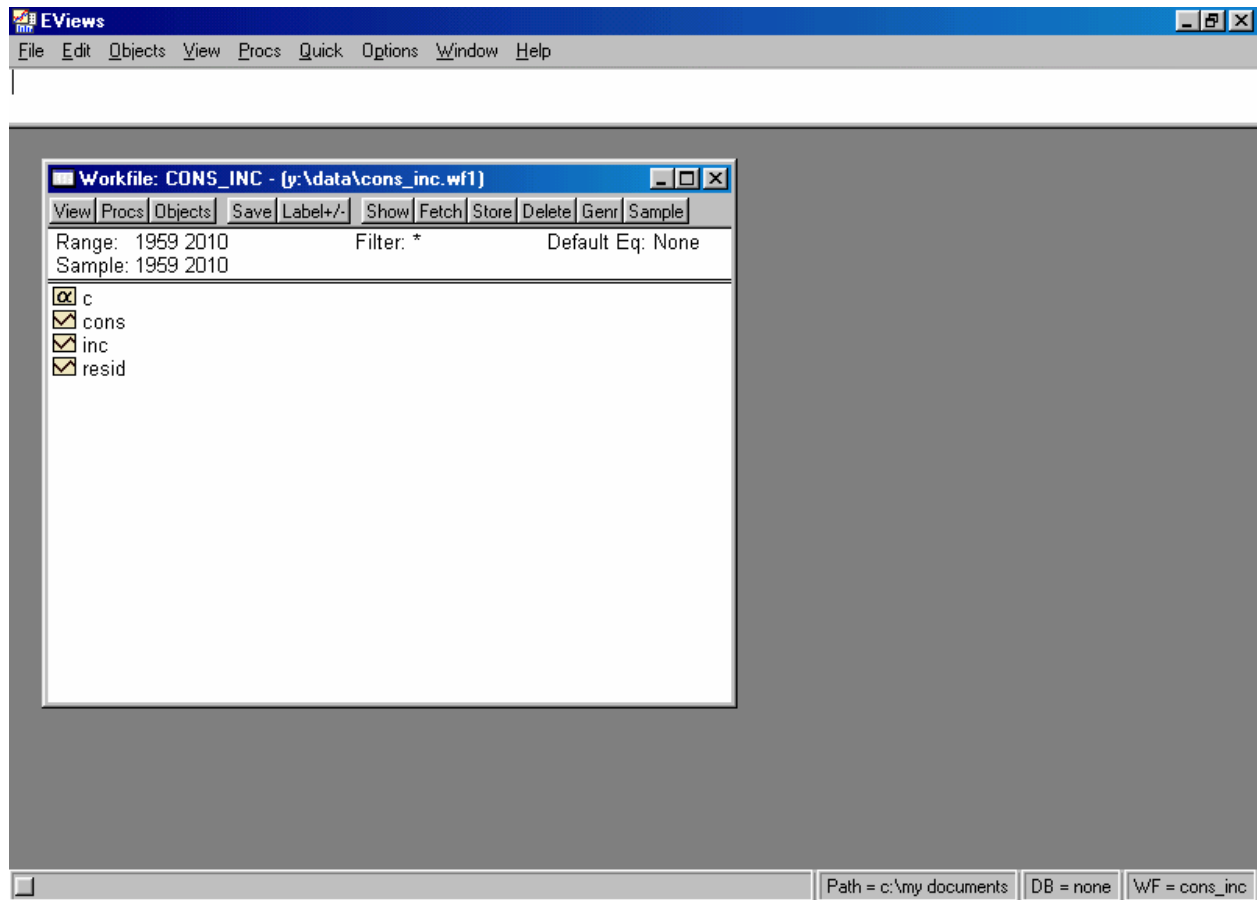 EViews
File Edit Objects View Procs Quick Options Window Help
Workfile: CONS_INC - (y:\data\cons_inc.wf1)
View Procs Objects Save Label+/- Show Fetch Store Delete Genr Sample
Range: 1959 2010 Filter: * Default Eq: None
Sample: 1959 2010
α c
cons
inc
resid
Path = c:\my documents DB = none WF = cons_inc